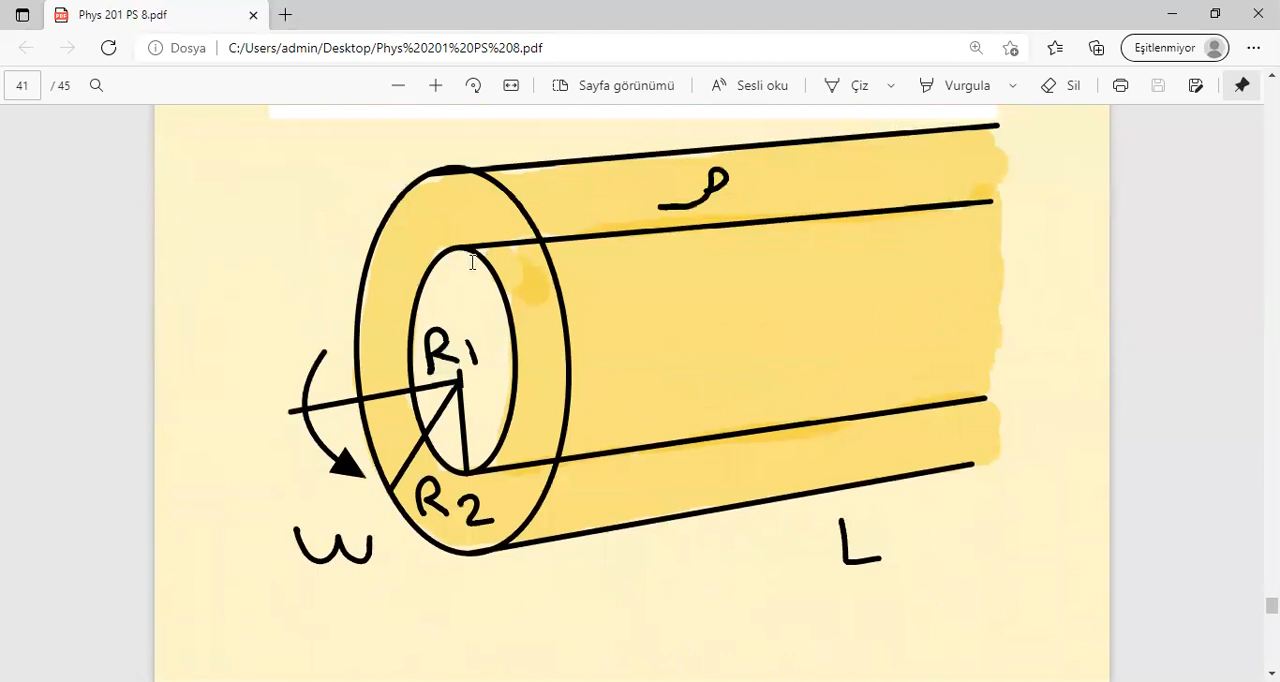 Phys 201 PS 8.pdf
Dosya C:/Users/admin/Desktop/Phys%20201%20PS%208.pdf Eşitlenmiyor
41 / 45 Sayfa görünümü Sesli oku Çiz Vurgula Sil
ρ
R1
R2
W
L